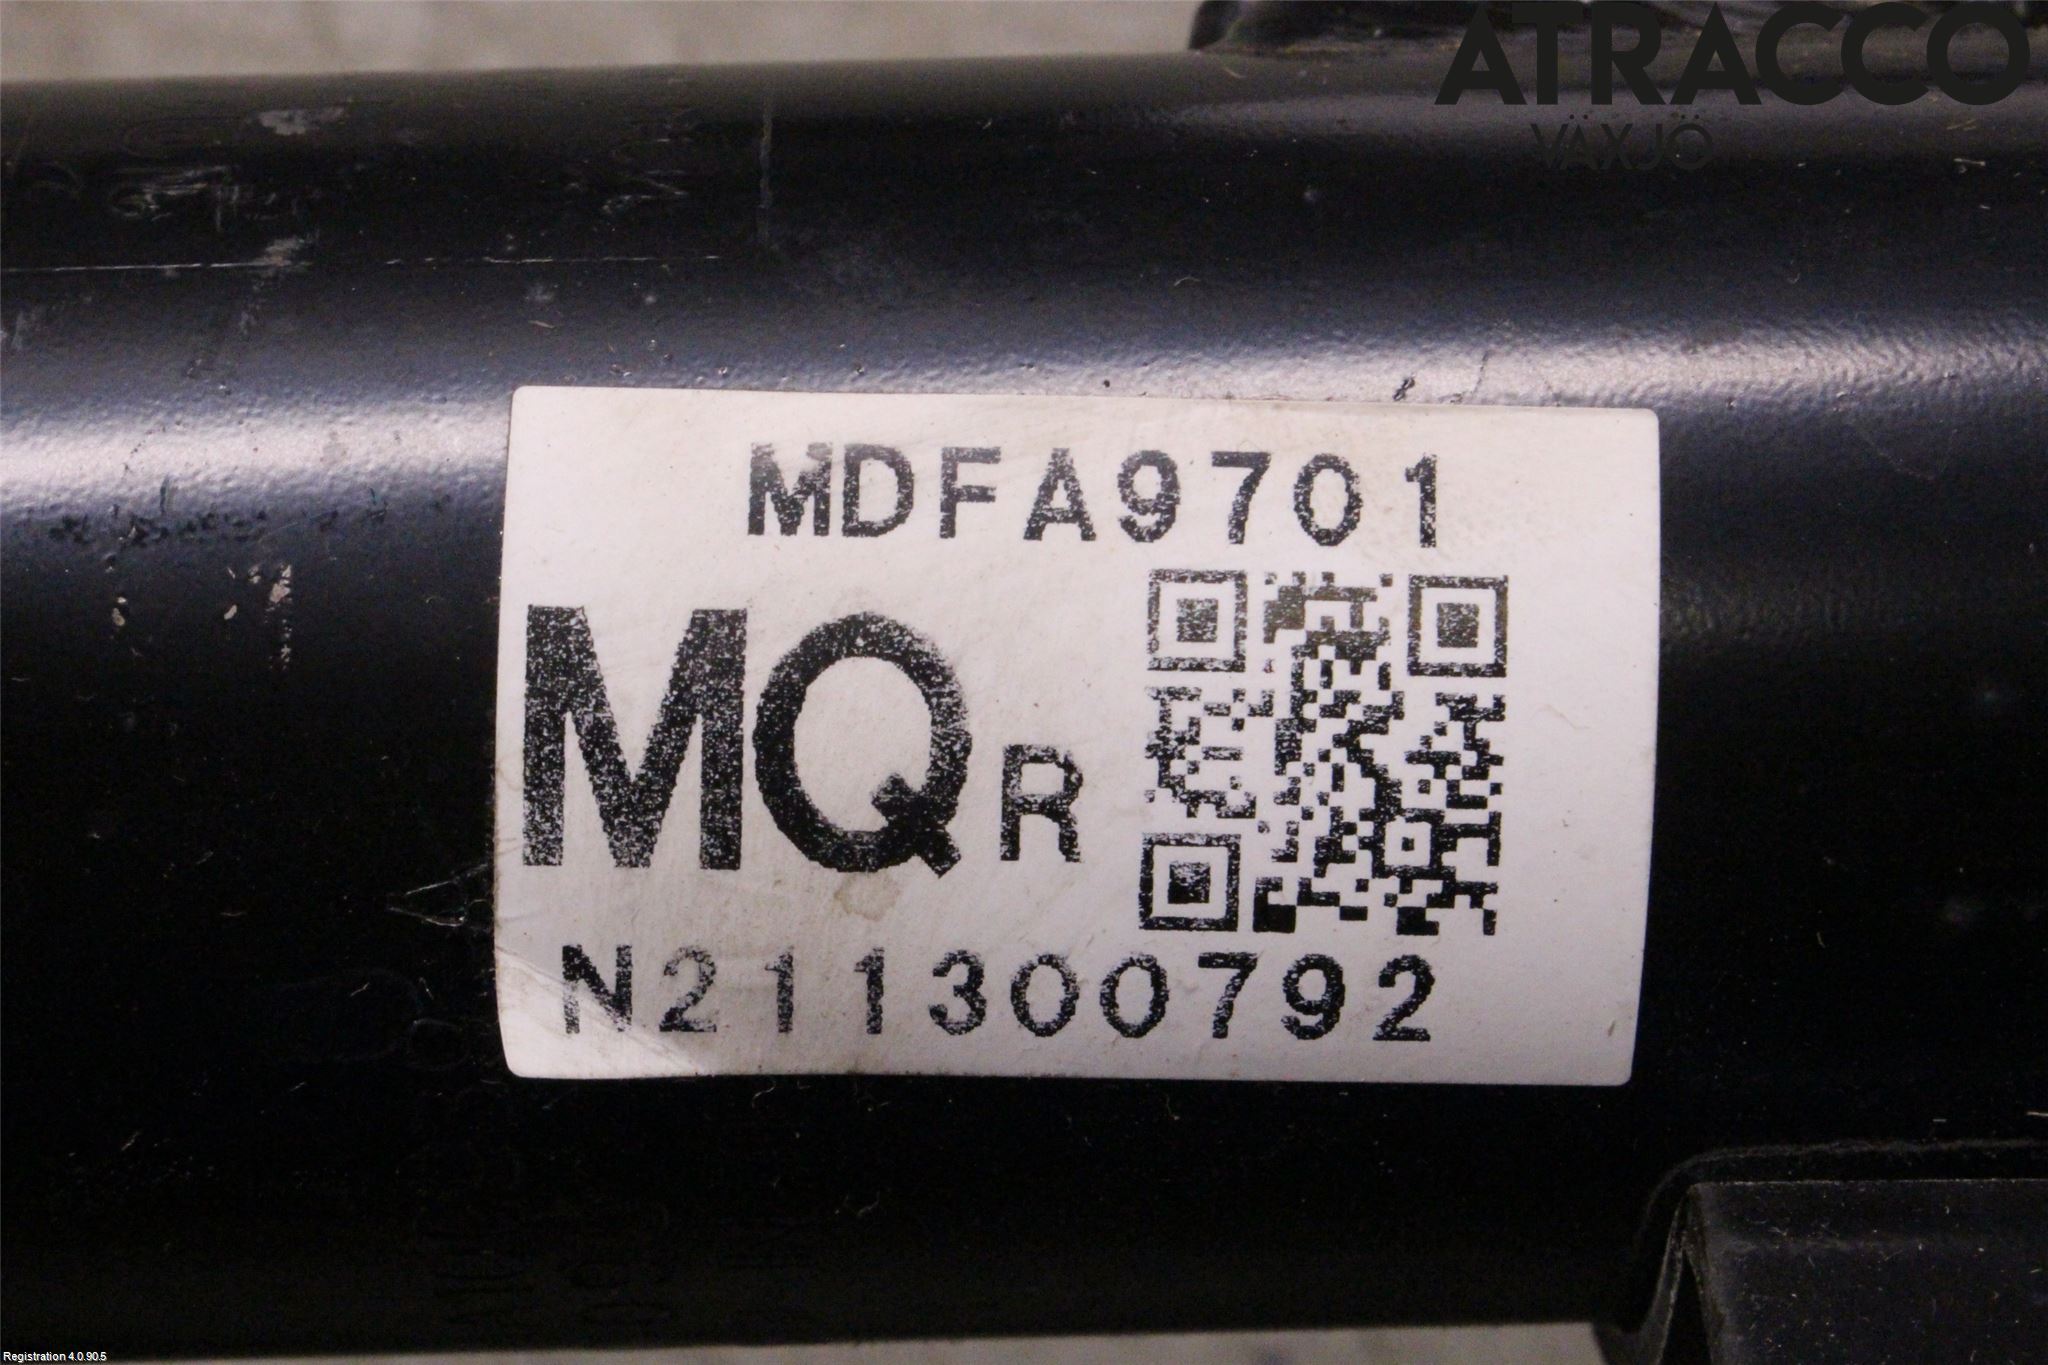 ATRACCO
VÄXJÖ
MDFA9701
MQR
N211300792
Registration 4.0.90.5